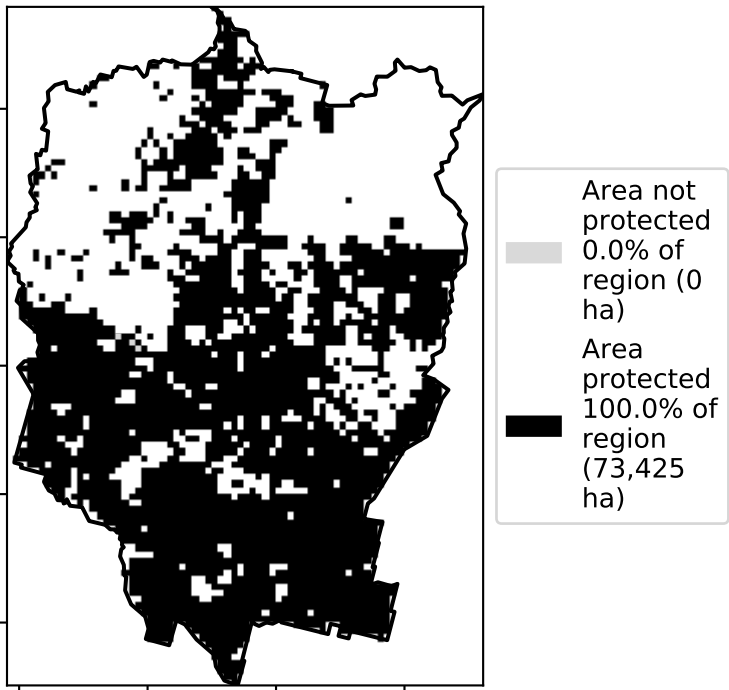 Area not
protected
0.0% of
region (0
ha)
Area
protected
100.0% of
region
(73,425
ha)